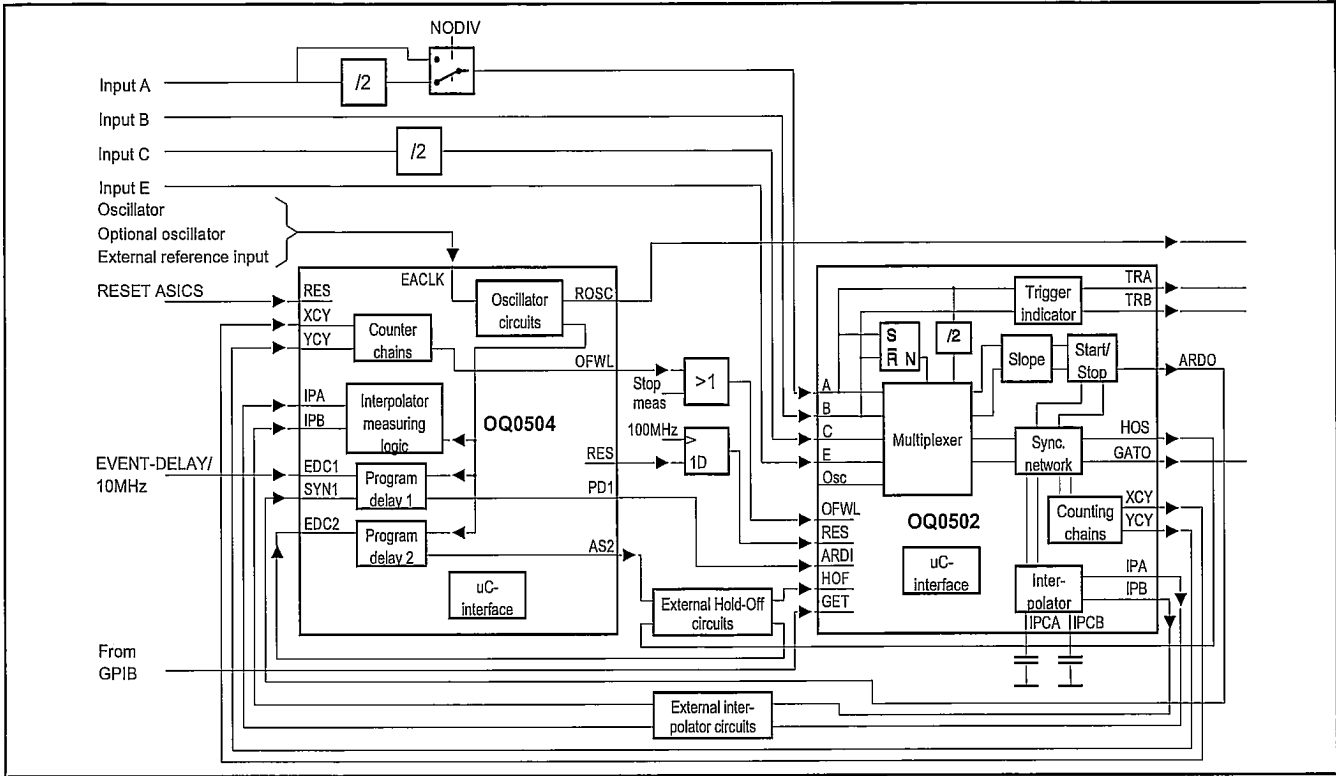 NODIV
Input A
/2
Input B
Input C
/2
Input E
Oscillator
Optional oscillator
External reference input
RESET ASICS
EACLK
RES
XCY
YCY
Counter
chains
Oscillator
circuits
ROSC
OFWL
IPA
IPB
Interpolator
measuring
logic
OQ0504
EVENT-DELAY/
10MHz
EDC1
SYN1
Program
delay 1
RES
PD1
EDC2
Program
delay 2
AS2
uC-
interface
Stop
meas
>1
100MHz
>
1D
External Hold-Off
circuits
From
GPIB
External inter-
polator circuits
A
B
C
E
Osc
OFWL
RES
ARDI
HOF
GET
S
R N
/2
Multiplexer
Trigger
indicator
TRA
TRB
Slope
Start/
Stop
ARDO
Sync.
network
HOS
GATO
OQ0502
Counting
chains
XCY
YCY
uC-
interface
Inter-
polator
IPA
IPB
IPCA
IPCB